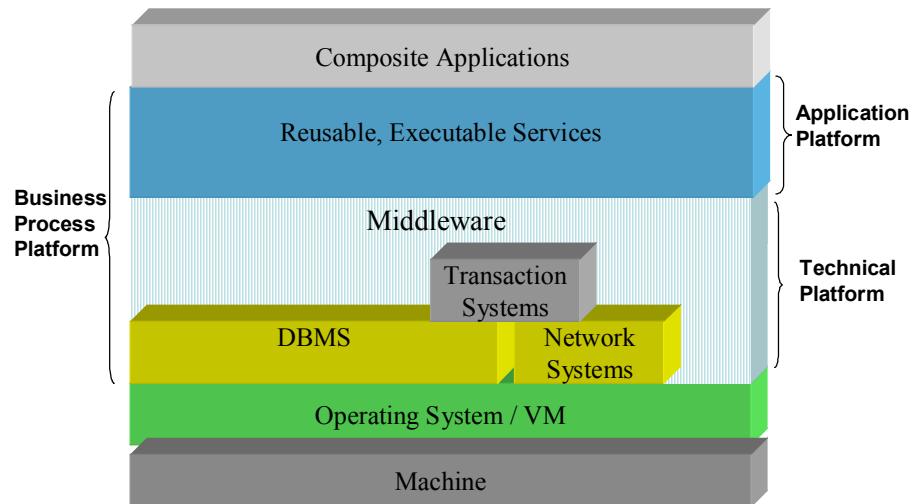 Composite Applications
Reusable, Executable Services
Application
Platform
Business
Process
Platform
Middleware
Transaction
Systems
Technical
Platform
DBMS
Network
Systems
Operating System / VM
Machine